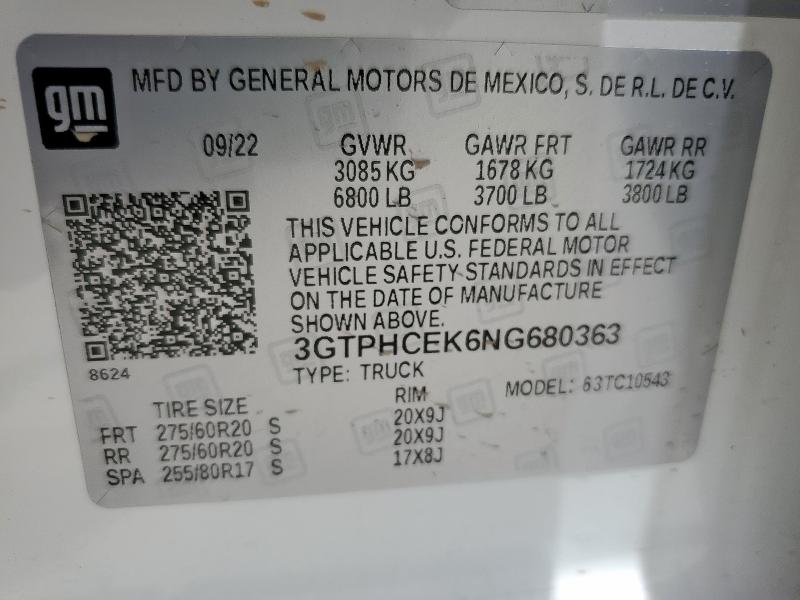 gm
MFD BY GENERAL MOTORS DE MEXICO, S. DE R.L. DE C.V.
09/22 GVWR GAWR FRT GAWR RR
3085 KG 1678 KG 1724 KG
6800 LB 3700 LB 3800 LB
THIS VEHICLE CONFORMS TO ALL
APPLICABLE U.S. FEDERAL MOTOR
VEHICLE SAFETY STANDARDS IN EFFECT
ON THE DATE OF MANUFACTURE
SHOWN ABOVE.
3GTPHCEK6NG680363
8624
TYPE: TRUCK
MODEL: 63TC10543
TIRE SIZE RIM
FRT 275/60R20 S 20X9J
RR 275/60R20 S 20X9J
SPA 255/80R17 S 17X8J